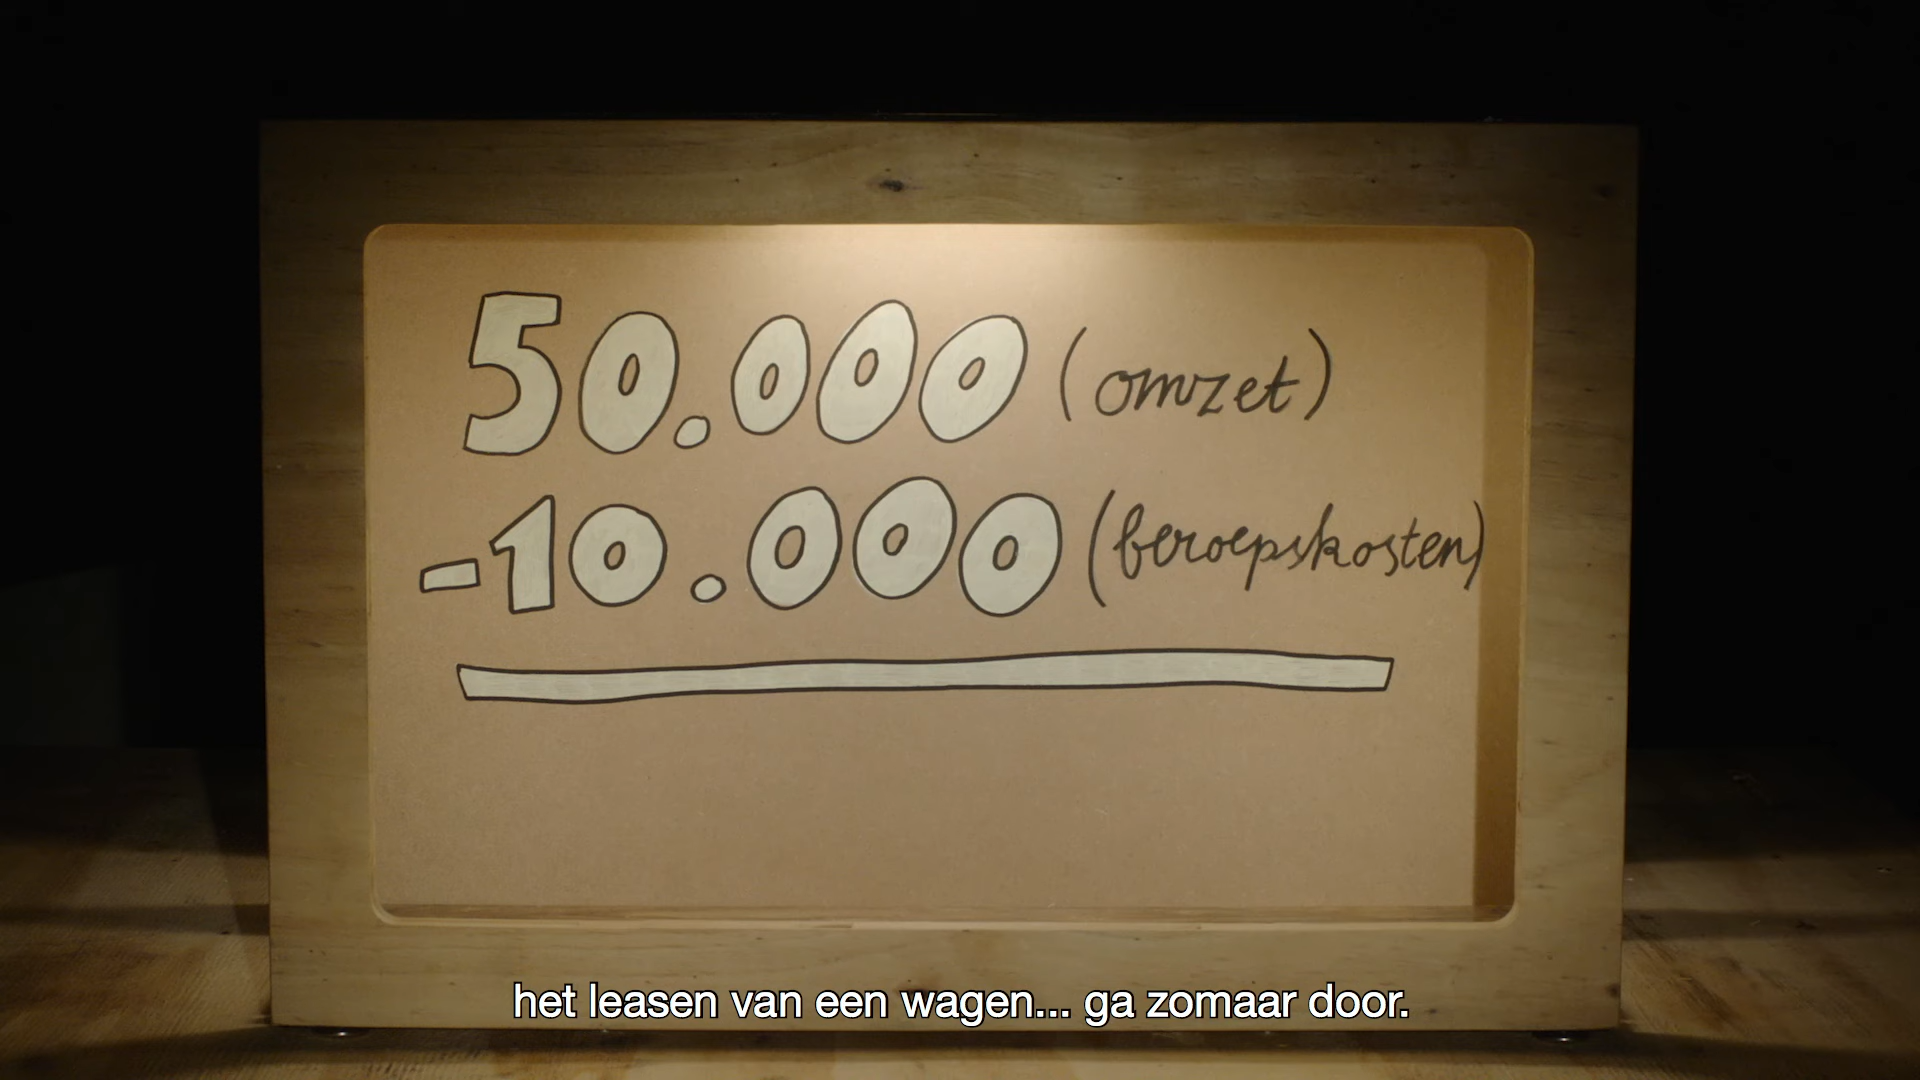 50.000 (omzet)
-10.000 (beroepskosten)
het leasen van een wagen... ga zomaar door.